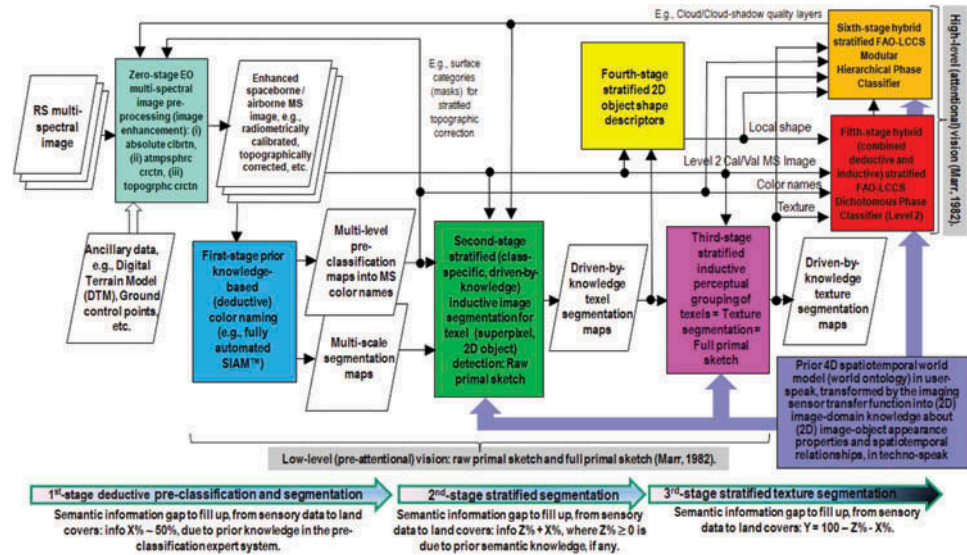 E.g., Cloud/Cloud-shadow quality layers
RS multi-
spectral
image
Zero-stage EO
multi-spectral
image pre-
processing (image
enhancement): (i)
absolute clbrtn,
(ii) atmpsphrc
crctn, (iii)
topogrphc crctn
Enhanced
spaceborne/
airborne MS
image, e.g.,
radiometrically
calibrated,
topographically
corrected, etc.
E.g., surface
categories
(masks) for
stratified
topographic
correction
Fourth-stage
stratified 2D
object shape
descriptors
Sixth-stage hybrid
stratified FAO-LCCS
Modular
Hierarchical Phase
Classifier
High-level (attentional) vision (Marr, 1982).
Local shape
Level 2 Cal/Val MS Image
Color names
Texture
Fifth-stage hybrid
(combined
deductive and
inductive) stratified
FAO-LCCS
Dichotomous Phase
Classifier (Level 2)
Ancillary data,
e.g., Digital
Terrain Model
(DTM), Ground
control points,
etc.
First-stage prior
knowledge-
based
(deductive)
color naming
(e.g., fully
automated
SIAM™)
Multi-level
pre-
classification
maps into MS
color names
Multi-scale
segmentation
maps
Second-stage
stratified (class-
specific, driven-by-
knowledge)
inductive image
segmentation for
texel (superpixel,
2D object)
detection: Raw
primal sketch
Driven-by-
knowledge
texel
segmentation
maps
Third-stage
stratified
inductive
perceptual
grouping of
texels = Texture
segmentation =
Full primal
sketch
Driven-by-
knowledge
texture
segmentation
maps
Prior 4D spatiotemporal world
model (world ontology) in user-
speak, transformed by the imaging
sensor transfer function into (2D)
image-domain knowledge about
(2D) image-object appearance
properties and spatiotemporal
relationships, in techno-speak
Low-level (pre-attentional) vision: raw primal sketch and full primal sketch (Marr, 1982).
1st-stage deductive pre-classification and segmentation
Semantic information gap to fill up, from sensory data to land
covers: info X% ~ 50%, due to prior knowledge in the pre-
classification expert system.
2nd-stage stratified segmentation
Semantic information gap to fill up, from sensory
data to land covers: info Z% + X%, where Z% ≥ 0 is
due to prior semantic knowledge, if any.
3rd-stage stratified texture segmentation
Semantic information gap to fill up, from sensory
data to land covers: Y = 100 – Z% - X%.